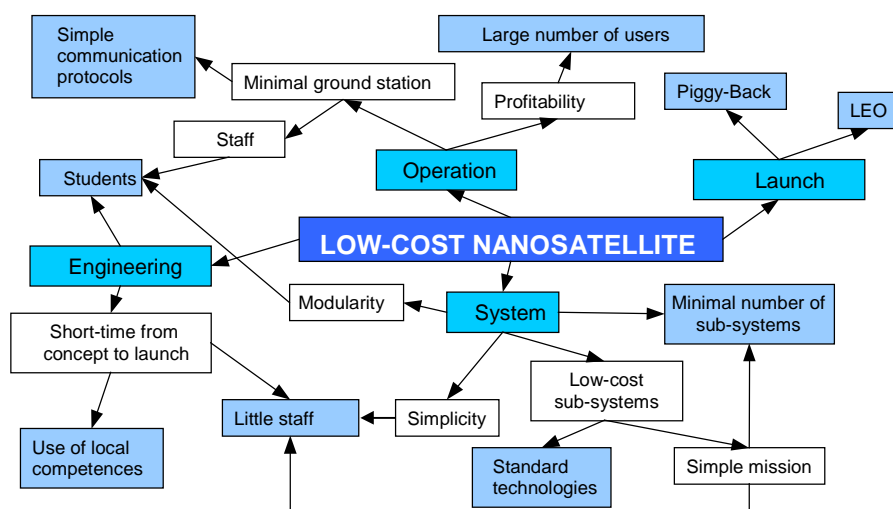 Simple
communication
protocols
Large number of users
Minimal ground station
Profitability
Piggy-Back
LEO
Staff
Students
Operation
Launch
LOW-COST NANOSATELLITE
Engineering
Modularity
System
Minimal number of
sub-systems
Short-time from
concept to launch
Low-cost
sub-systems
Little staff
Simplicity
Use of local
competences
Standard
technologies
Simple mission